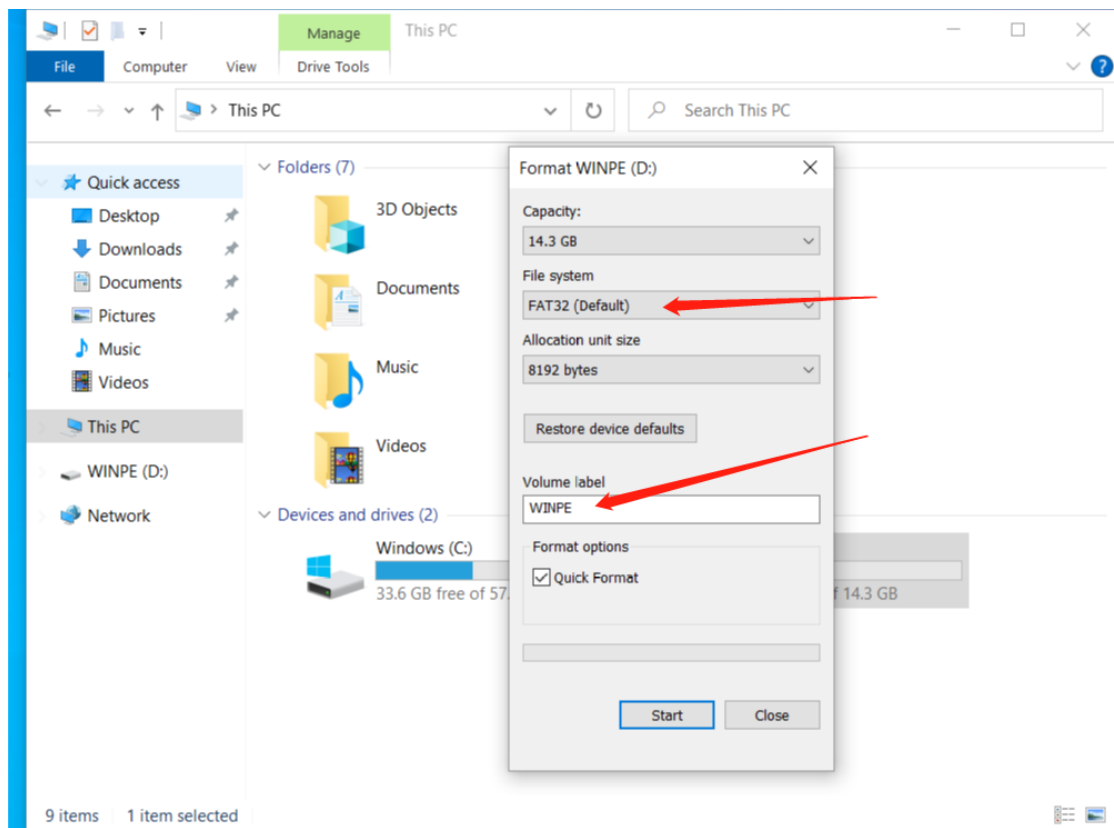 Manage
This PC
File
Computer
View
Drive Tools
This PC
Search This PC
Quick access
Desktop
Downloads
Documents
Pictures
Music
Videos
This PC
WINPE (D:)
Network
Folders (7)
3D Objects
Documents
Music
Videos
Devices and drives (2)
Windows (C:)
33.6 GB free of 57.
14.3 GB
Format WINPE (D:)
Capacity:
14.3 GB
File system
FAT32 (Default)
Allocation unit size
8192 bytes
Restore device defaults
Volume label
WINPE
Format options
Quick Format
Start
Close
9 items
1 item selected